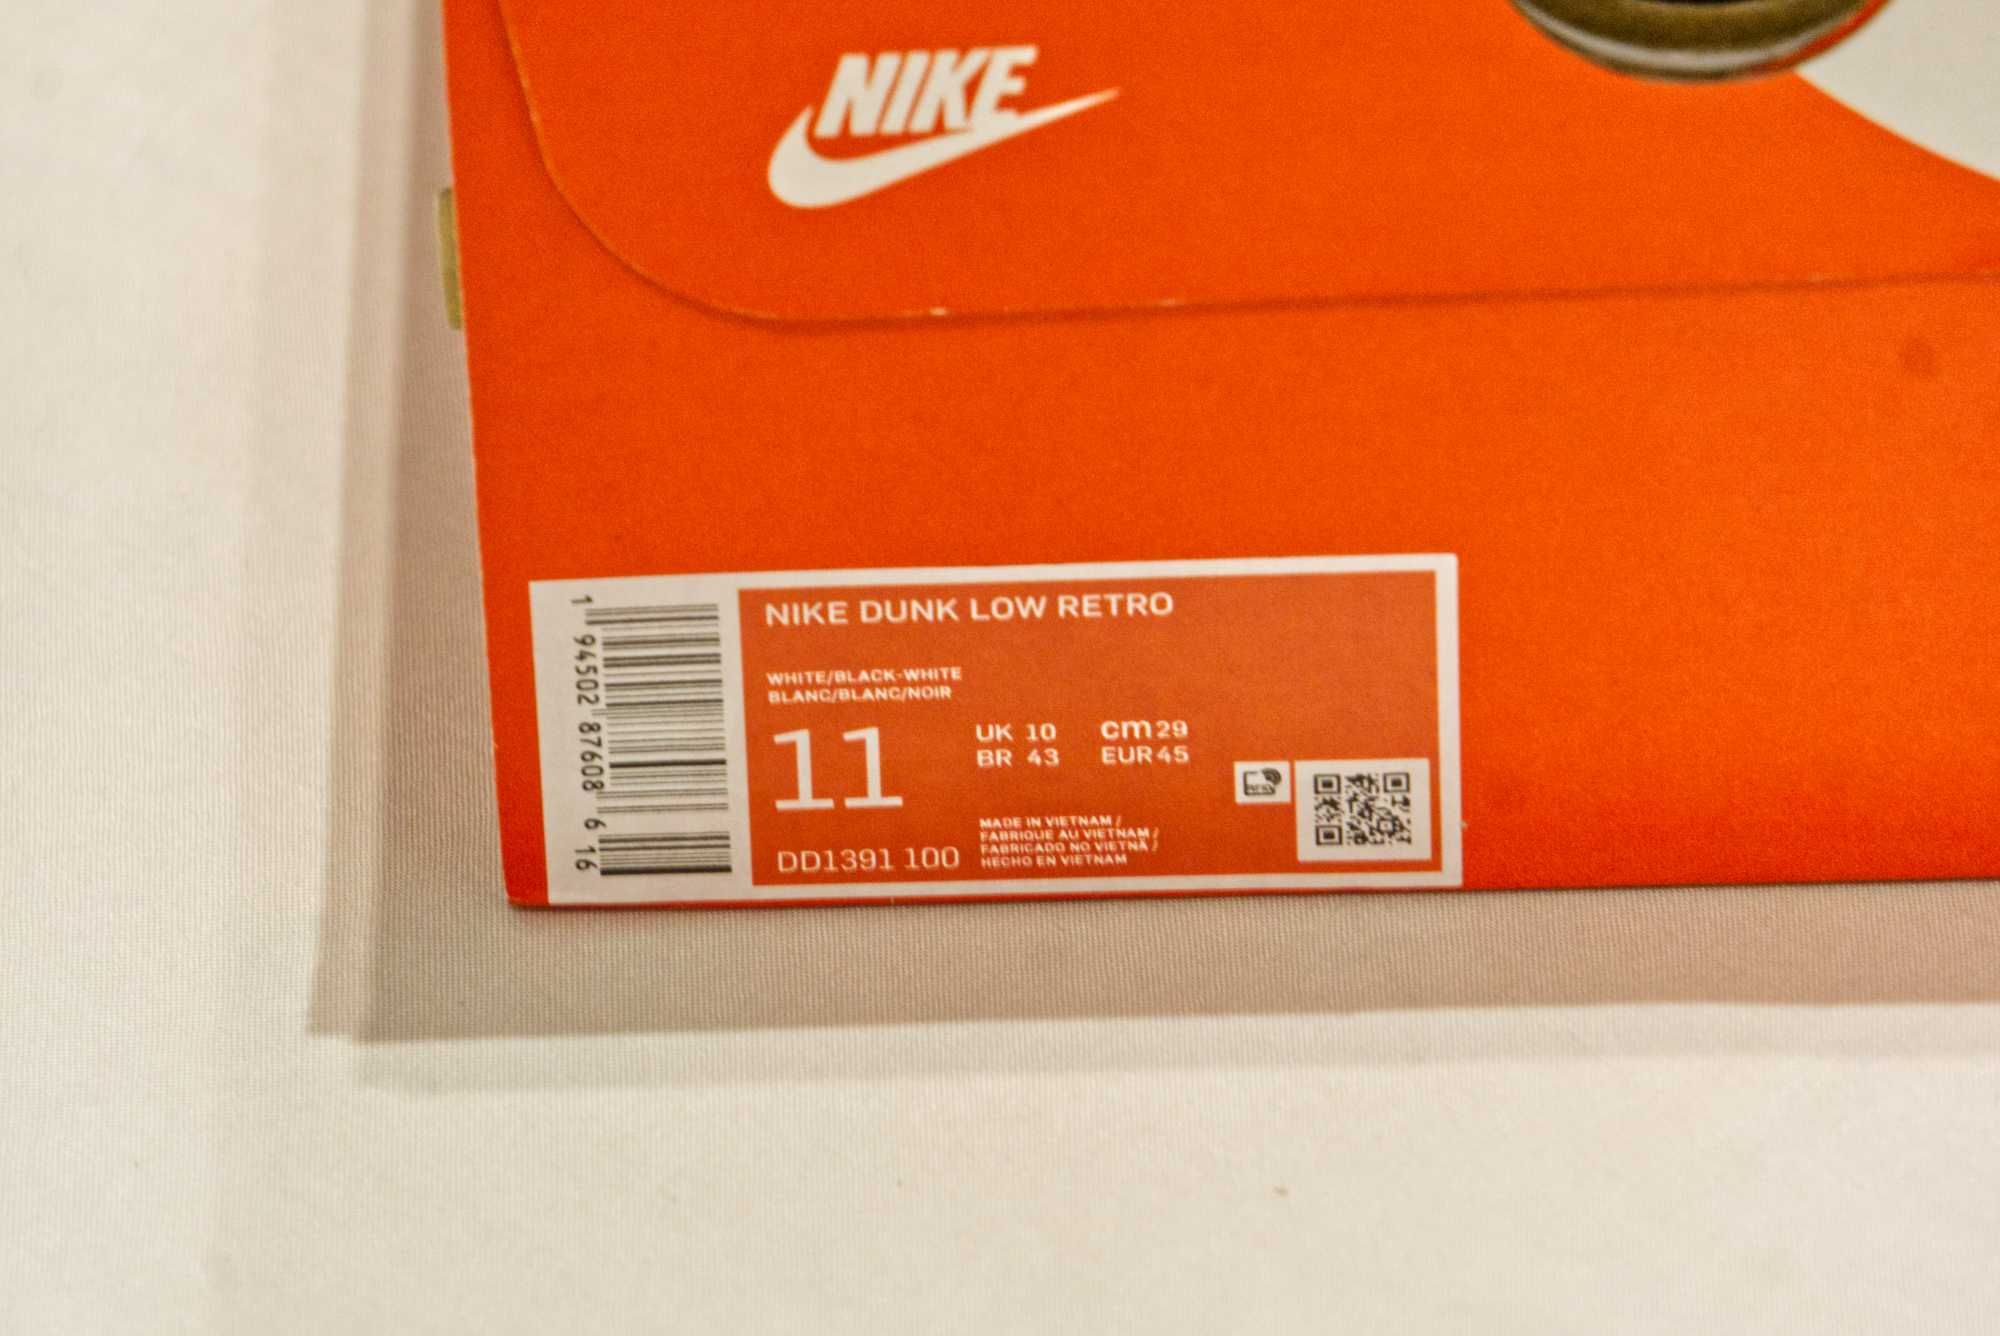 NIKE
NIKE DUNK LOW RETRO
WHITE/BLACK-WHITE
BLANC/BLANC/NOIR
11
UK 10 cm 29
BR 43 EUR 45
MADE IN VIETNAM /
FABRIQUE AU VIETNAM /
FABRICADO NO VIETNÃ /
HECHO EN VIETNAM
DD1391 100
1 94502 87608 6 16